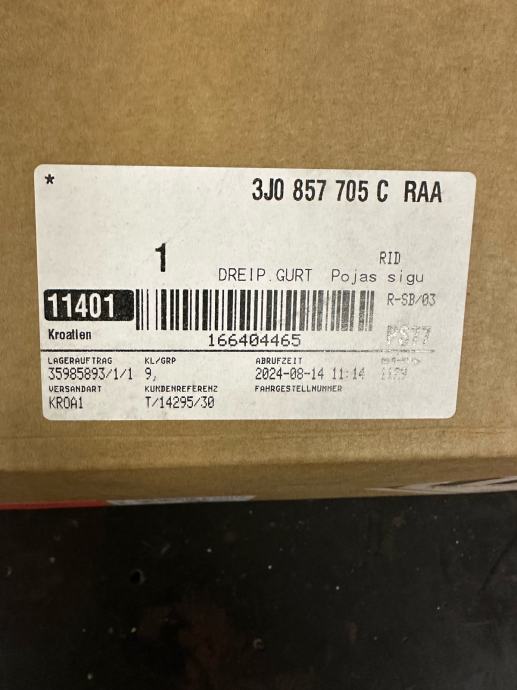 *
3J0 857 705 C RAA
1
RID
DREIP.GURT Pojas sigu
11401
R-SB/03
Kroatien
166404465
LAGERAUFTRAG KL/GRP ABRUFZEIT
35985893/1/1 9, 2024-08-14 11:14
VERSANDART KUNDENREFERENZ FAHRGESTELLNUMMER
KROA1 T/14295/30